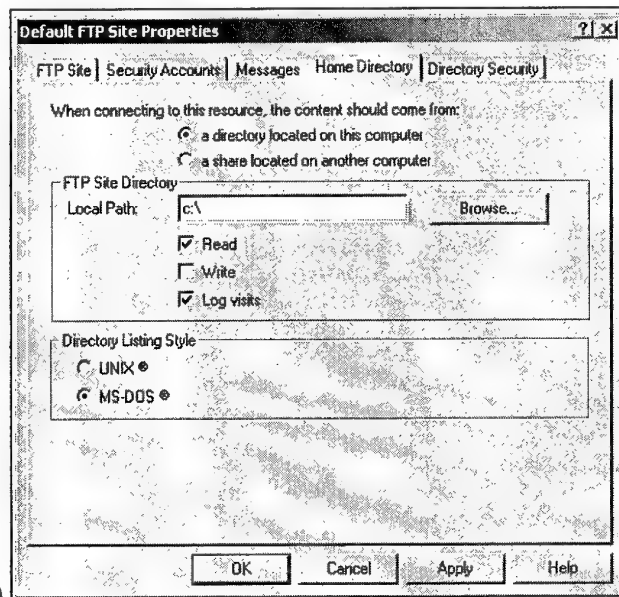 Default FTP Site Properties ? X
FTP Site Security Accounts Messages Home Directory Directory Security
When connecting to this resource, the content should come from:
a directory located on this computer
a share located on another computer
FTP Site Directory
Local Path: c:\ Browse...
Read
Write
Log visits
Directory Listing Style
UNIX ®
MS-DOS ®
OK Cancel Apply Help